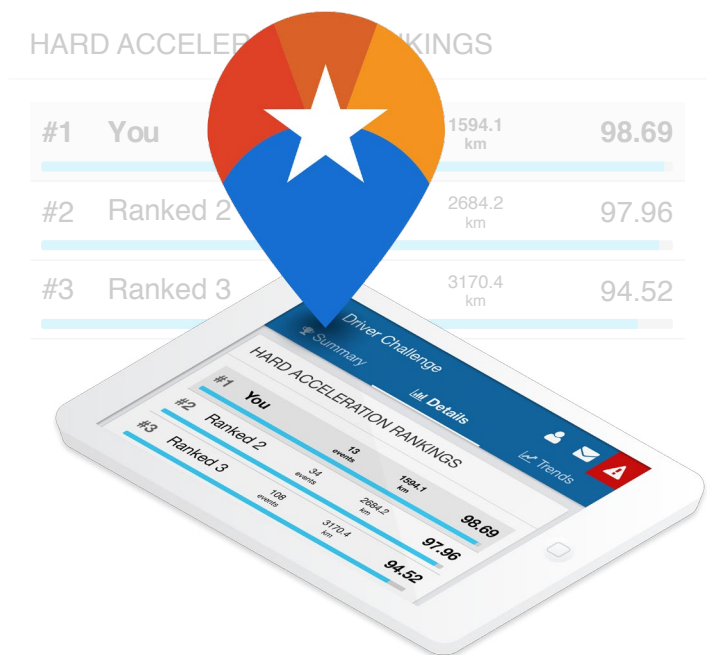 HARD ACCELER KINGS
#1 You 1594.1 km 98.69
#2 Ranked 2 2684.2 km 97.96
#3 Ranked 3 3170.4 km 94.52
Driver Challenge
Summary Details Trends
HARD ACCELERATION RANKINGS
#1 You 13 events 1594.1 km 98.69
#2 Ranked 2 34 events 2684.2 km 97.96
#3 Ranked 3 108 events 3170.4 km 94.52